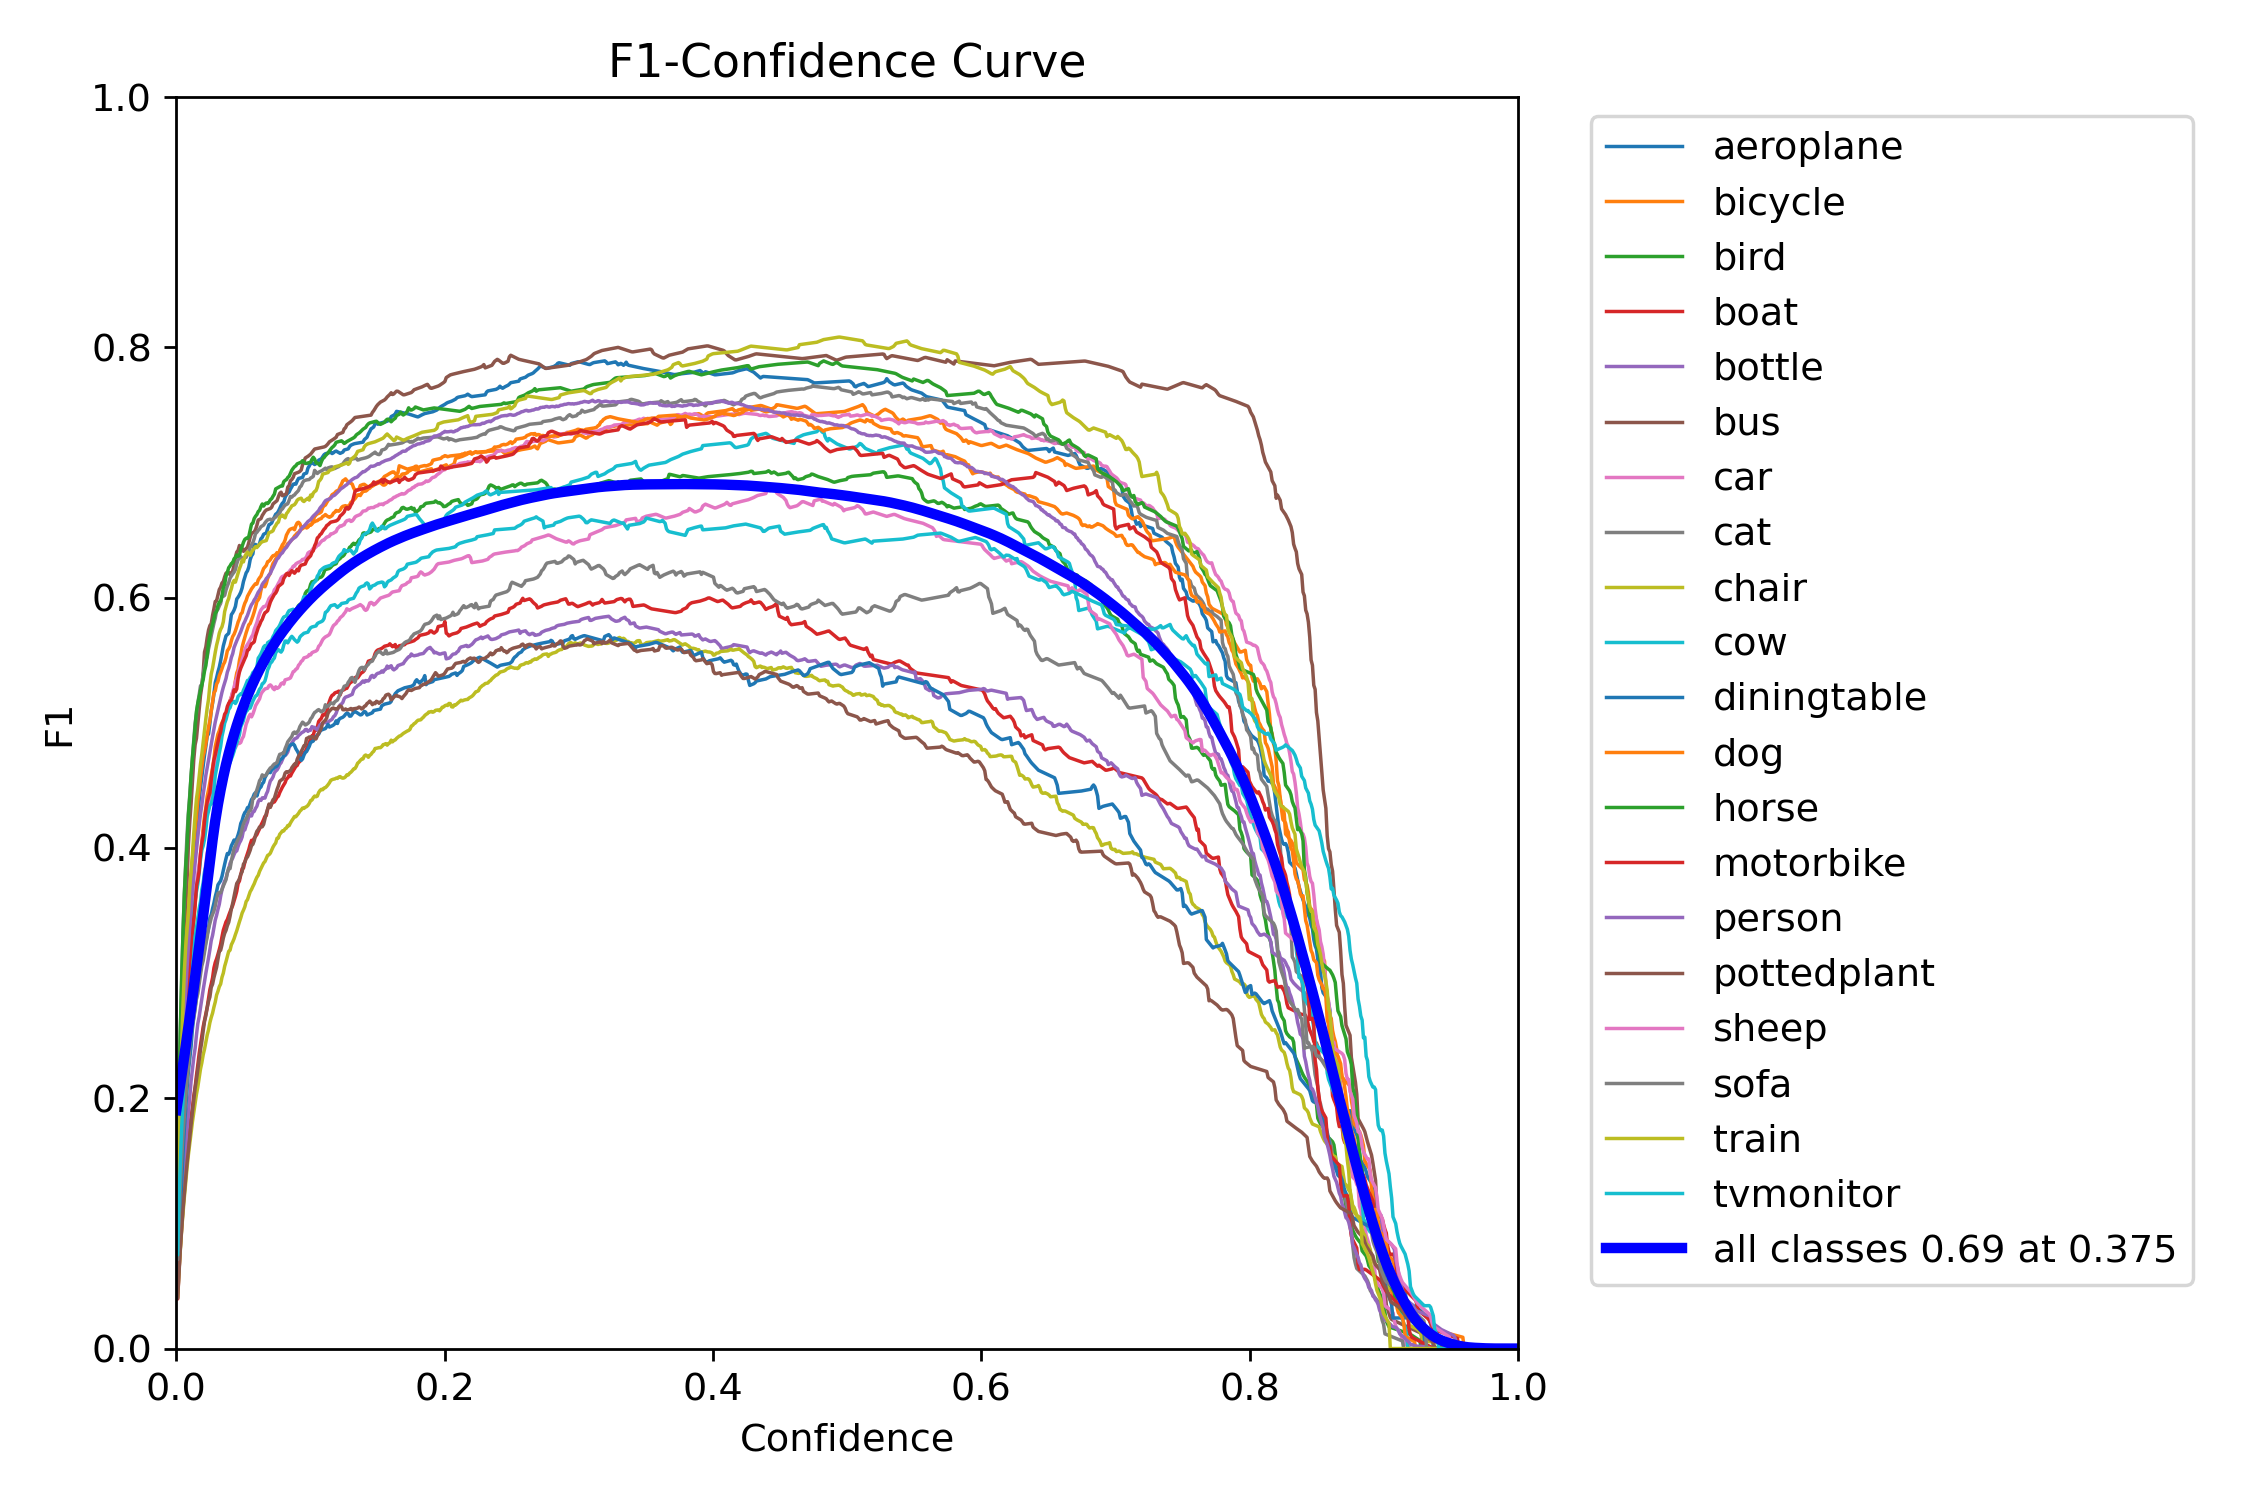 F1-Confidence Curve
1.0
0.8
0.6
0.4
0.2
0.0
F1
0.0 0.2 0.4 0.6 0.8 1.0
Confidence
aeroplane
bicycle
bird
boat
bottle
bus
car
cat
chair
cow
diningtable
dog
horse
motorbike
person
pottedplant
sheep
sofa
train
tvmonitor
all classes 0.69 at 0.375